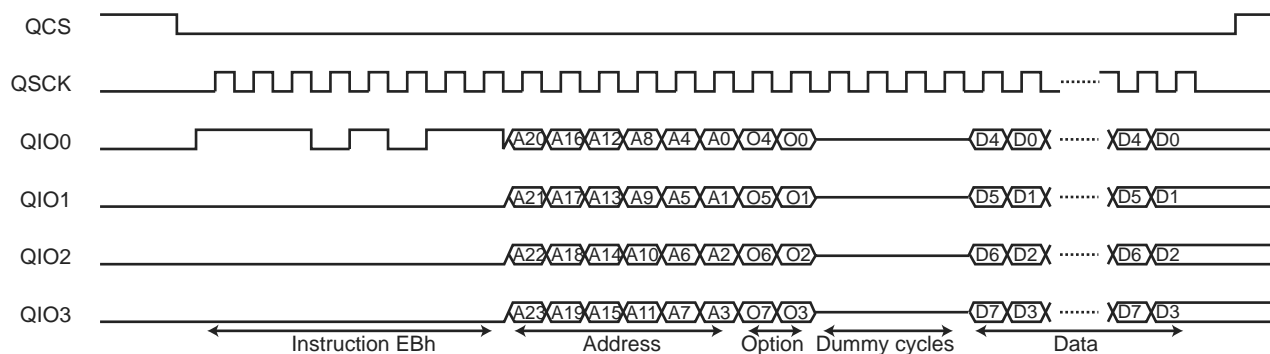 QCS
QSCK
QIO0 A20 A16 A12 A8 A4 A0 O4 O0 D4 D0 D4 D0
QIO1 A21 A17 A13 A9 A5 A1 O5 O1 D5 D1 D5 D1
QIO2 A22 A18 A14 A10 A6 A2 O6 O2 D6 D2 D6 D2
QIO3 A23 A19 A15 A11 A7 A3 O7 O3 D7 D3 D7 D3
Instruction EBh Address Option Dummy cycles Data